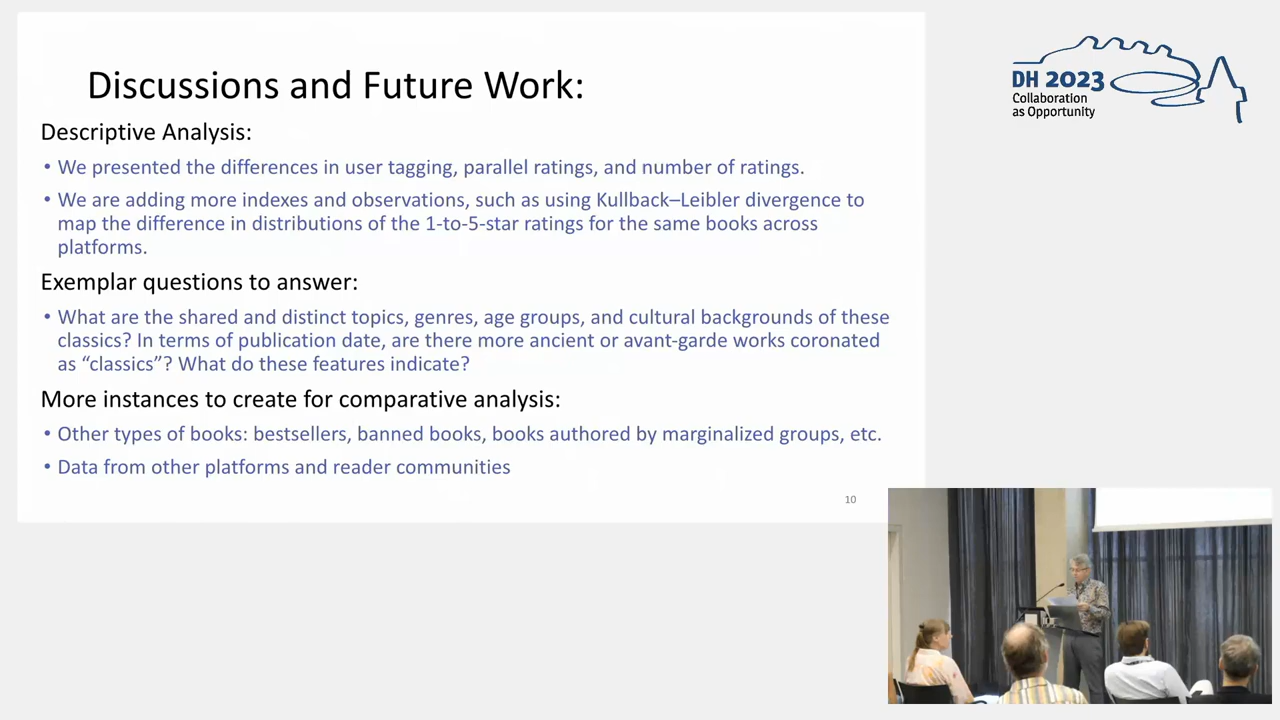 Discussions and Future Work:
Descriptive Analysis:
• We presented the differences in user tagging, parallel ratings, and number of ratings.
• We are adding more indexes and observations, such as using Kullback–Leibler divergence to
map the difference in distributions of the 1-to-5-star ratings for the same books across
platforms.
Exemplar questions to answer:
• What are the shared and distinct topics, genres, age groups, and cultural backgrounds of these
classics? In terms of publication date, are there more ancient or avant-garde works coronated
as “classics”? What do these features indicate?
More instances to create for comparative analysis:
• Other types of books: bestsellers, banned books, books authored by marginalized groups, etc.
• Data from other platforms and reader communities
10
DH 2023
Collaboration
as Opportunity